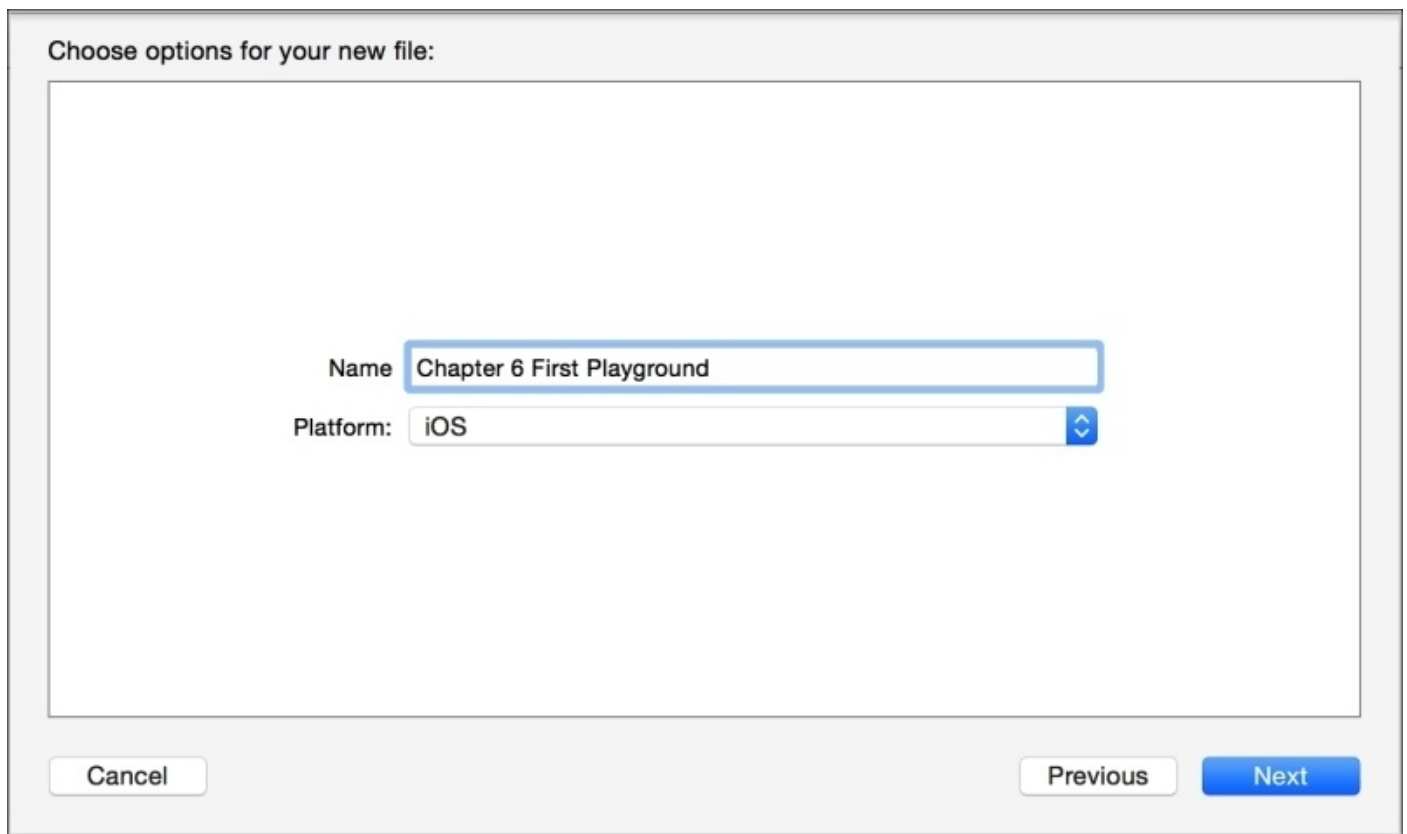 Choose options for your new file:
Name Chapter 6 First Playground
Platform: iOS
Cancel Previous Next